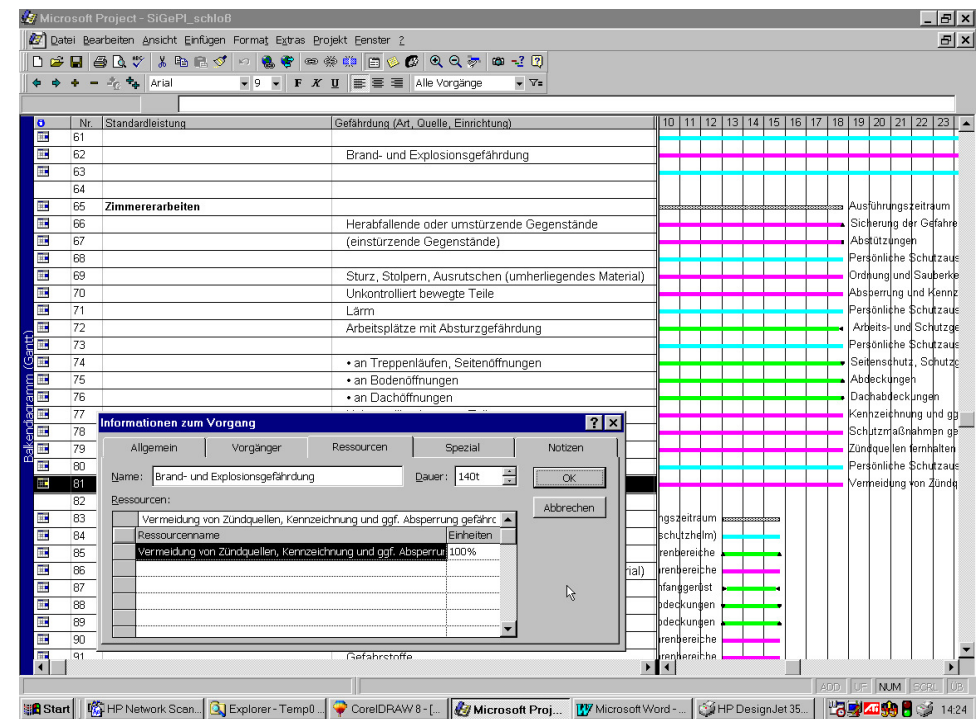 Microsoft Project - SiGePl_schloß
Datei Bearbeiten Ansicht Einfügen Format Extras Projekt Fenster ?
Arial 9 F K U Alle Vorgänge
Nr. Standardleistung Gefährdung (Art, Quelle, Einrichtung) 10 11 12 13 14 15 16 17 18 19 20 21 22 23
61
62 Brand- und Explosionsgefährdung
63
64
65 Zimmererarbeiten Ausführungszeitraum
66 Herabfallende oder umstürzende Gegenstände Sicherung der Gefahre
67 (einstürzende Gegenstände) Abstützungen
68 Persönliche Schutzaus
69 Sturz, Stolpern, Ausrutschen (umherliegendes Material) Ordnung und Sauberke
70 Unkontrolliert bewegte Teile Absperrung und Kennz
71 Lärm Persönliche Schutzaus
72 Arbeitsplätze mit Absturzgefährdung Arbeits- und Schutzge
73 Persönliche Schutzaus
74 • an Treppenläufen, Seitenöffnungen Seitenschutz, Schutzg
75 • an Bodenöffnungen Abdeckungen
76 • an Dachöffnungen Dachabdeckungen
77 Kennzeichnung und gg
78 Schutzmaßnahmen ge
79 Zündquellen fernhalten
80 Persönliche Schutzaus
81 Vermeidung von Zündq
82
83 ngszeitraum
84 schutzhelm)
85 renbereiche
86 rial) renbereiche
87 nfanggerüst
88 bdeckungen
89 bdeckungen
90 renbereiche
91 Gefahrstoffe renbereiche
Balkendiagramm (Gantt)
Informationen zum Vorgang
Allgemein Vorgänger Ressourcen Spezial Notizen
Name: Brand- und Explosionsgefährdung Dauer: 140t OK
Ressourcen: Abbrechen
Vermeidung von Zündquellen, Kennzeichnung und ggf. Absperrung gefährc
Ressourcenname Einheiten
Vermeidung von Zündquellen, Kennzeichnung und ggf. Absperru 100%
ADD UF NUM SCRL ÜB
Start HP Network Scan... Explorer - Temp0... CorelDRAW 8 - [... Microsoft Proj... Microsoft Word - ... HP DesignJet 35... 14:24